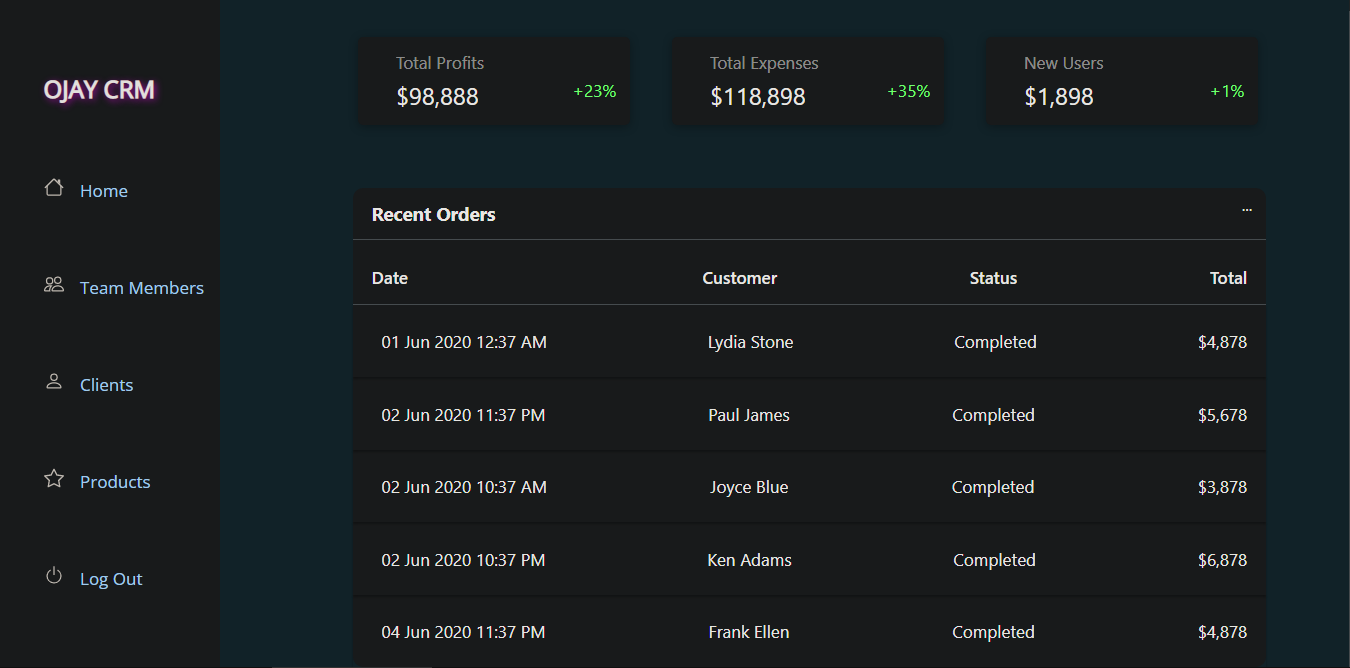 OJAY CRM
Home
Team Members
Clients
Products
Log Out
Total Profits
$98,888 +23%
Total Expenses
$118,898 +35%
New Users
$1,898 +1%
Recent Orders ...
Date Customer Status Total
01 Jun 2020 12:37 AM Lydia Stone Completed $4,878
02 Jun 2020 11:37 PM Paul James Completed $5,678
02 Jun 2020 10:37 AM Joyce Blue Completed $3,878
02 Jun 2020 10:37 PM Ken Adams Completed $6,878
04 Jun 2020 11:37 PM Frank Ellen Completed $4,878